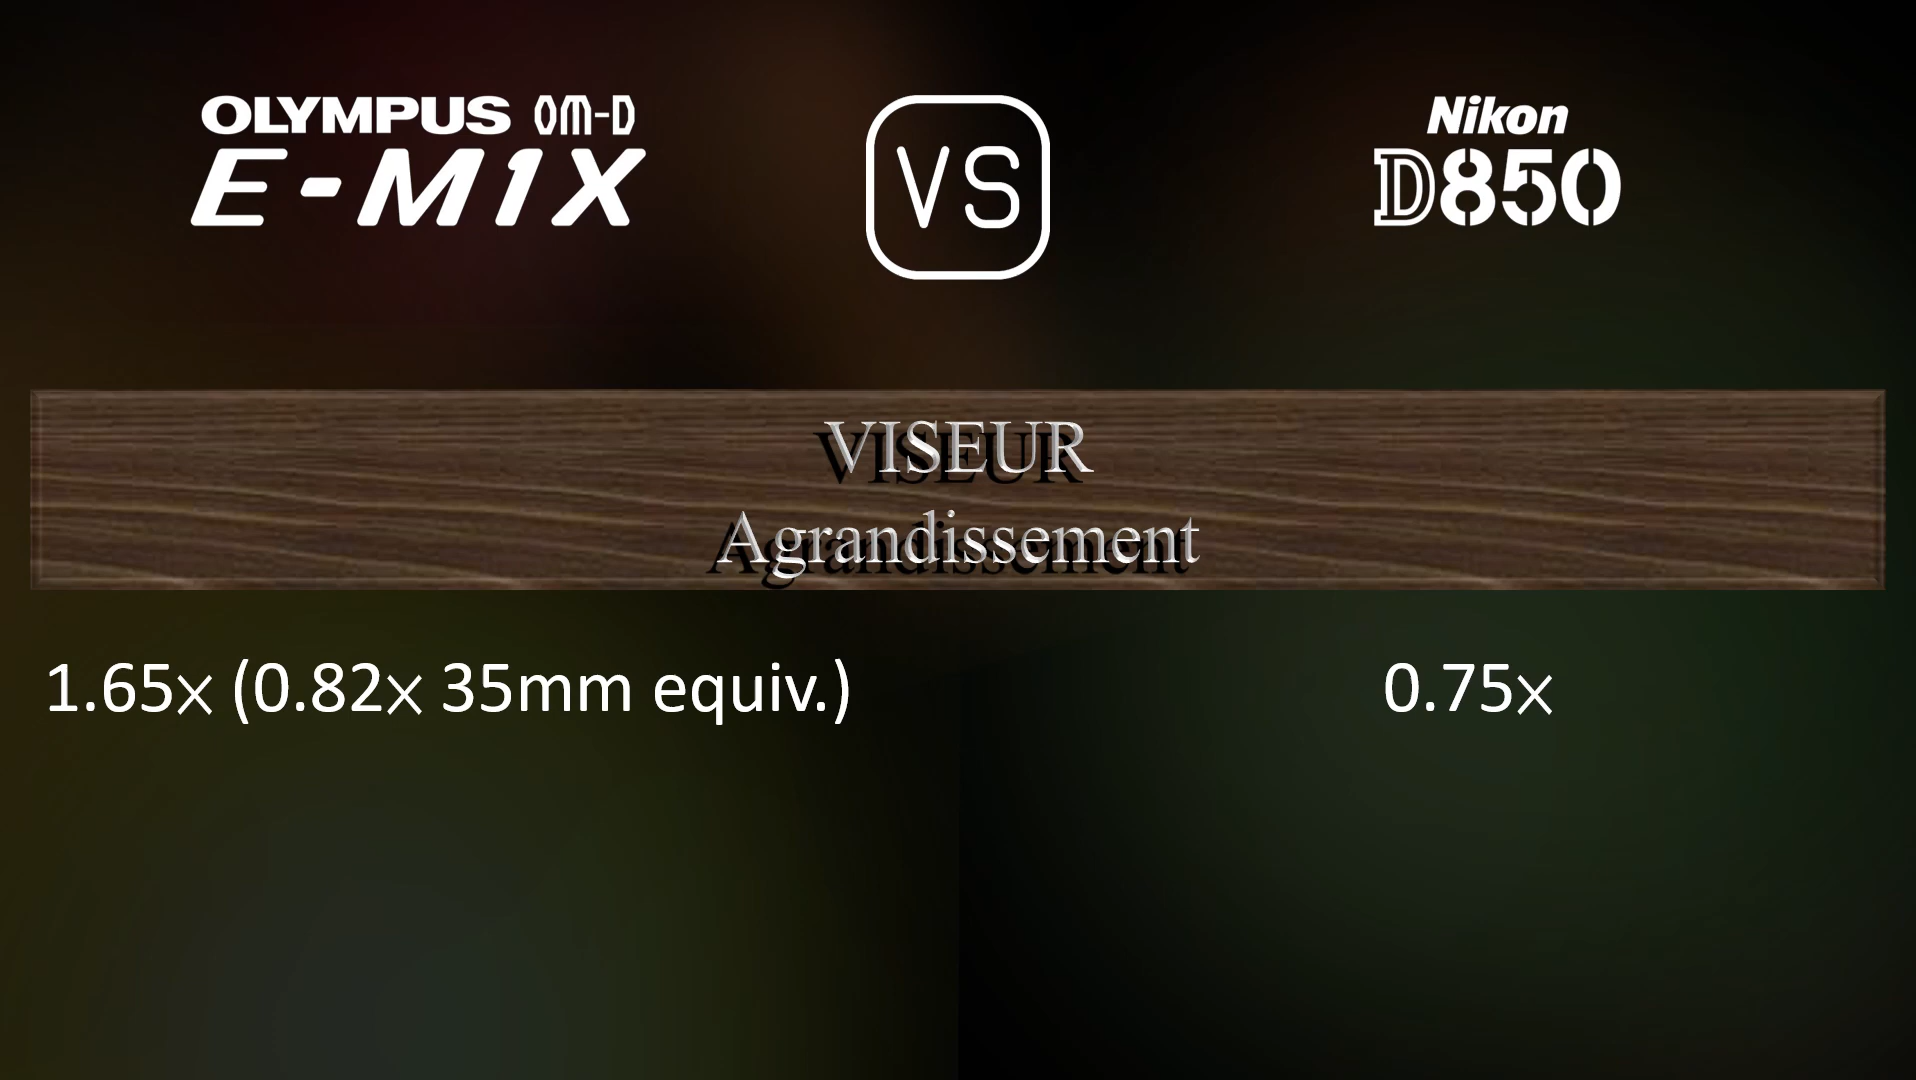 OLYMPUS OM-D
E-M1X
VS
Nikon
D850
VISEUR
Agrandissement
1.65x (0.82x 35mm equiv.)
0.75x